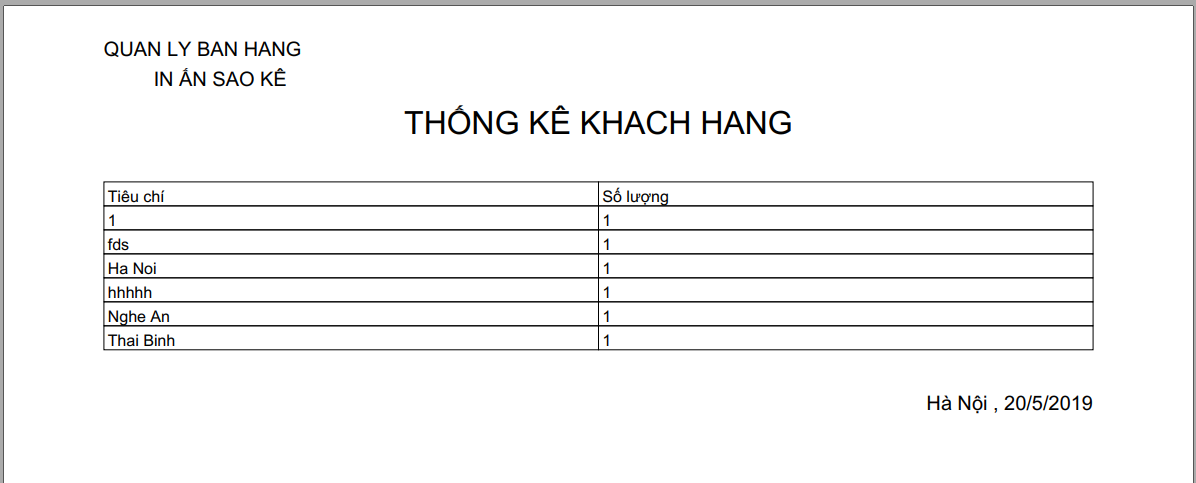 QUAN LY BAN HANG
IN ẤN SAO KÊ
THỐNG KÊ KHACH HANG
Tiêu chí Số lượng
1 1
fds 1
Ha Noi 1
hhhhh 1
Nghe An 1
Thai Binh 1
Hà Nội , 20/5/2019